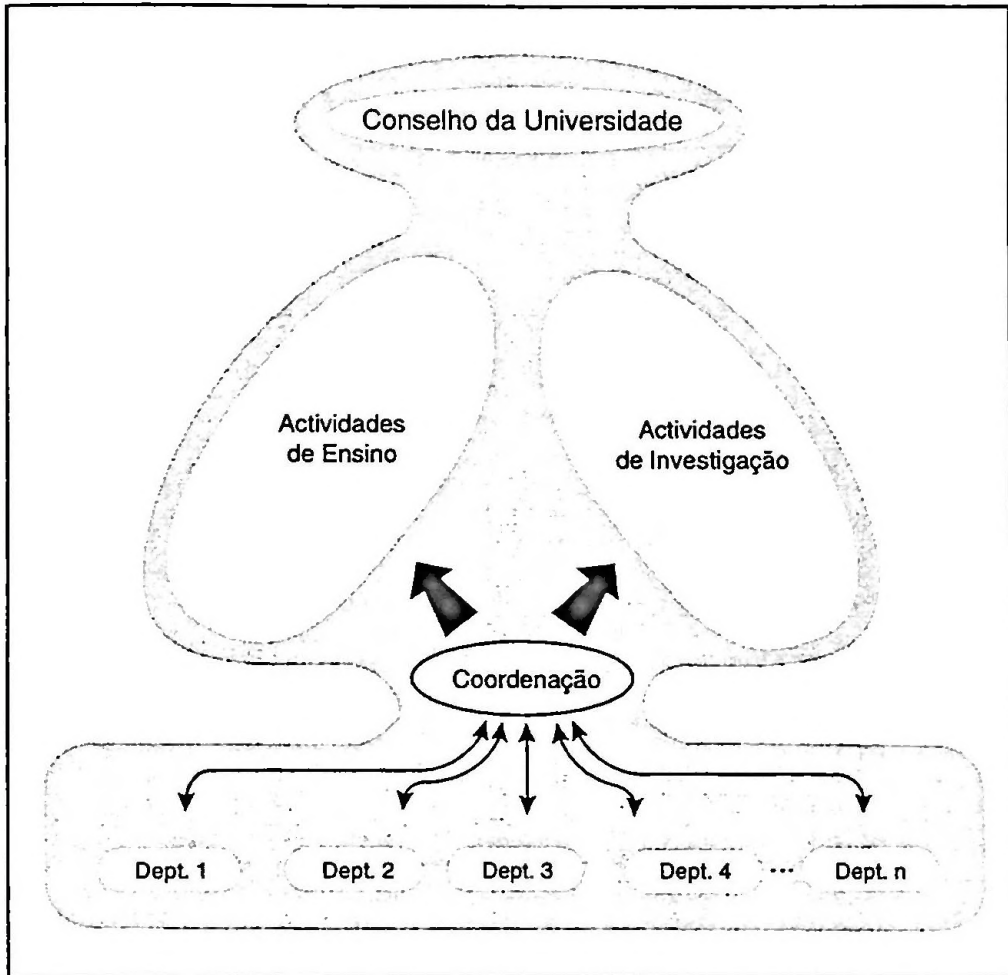 Conselho da Universidade
Actividades
de Ensino
Actividades
de Investigação
Coordenação
Dept. 1
Dept. 2
Dept. 3
Dept. 4
...
Dept. n